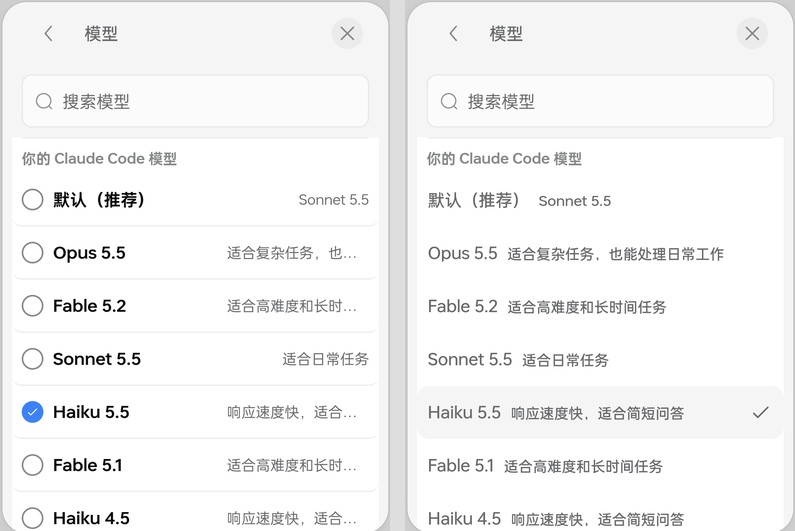 模型
搜索模型
你的 Claude Code 模型
默认（推荐） Sonnet 5.5
Opus 5.5 适合复杂任务，也...
Fable 5.2 适合高难度和长时...
Sonnet 5.5 适合日常任务
Haiku 5.5 响应速度快，适合...
Fable 5.1 适合高难度和长时...
Haiku 4.5 响应速度快，适合...
模型
搜索模型
你的 Claude Code 模型
默认（推荐） Sonnet 5.5
Opus 5.5 适合复杂任务，也能处理日常工作
Fable 5.2 适合高难度和长时间任务
Sonnet 5.5 适合日常任务
Haiku 5.5 响应速度快，适合简短问答
Fable 5.1 适合高难度和长时间任务
Haiku 4.5 响应速度快，适合简短问答